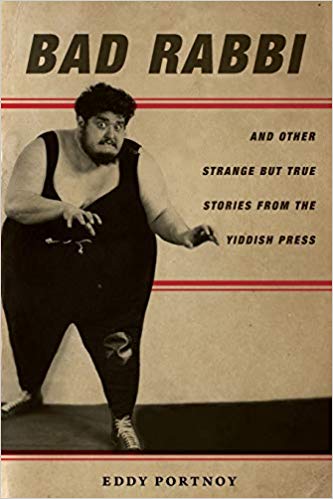 BAD RABBI
AND OTHER
STRANGE BUT TRUE
STORIES FROM THE
YIDDISH PRESS
EDDY PORTNOY